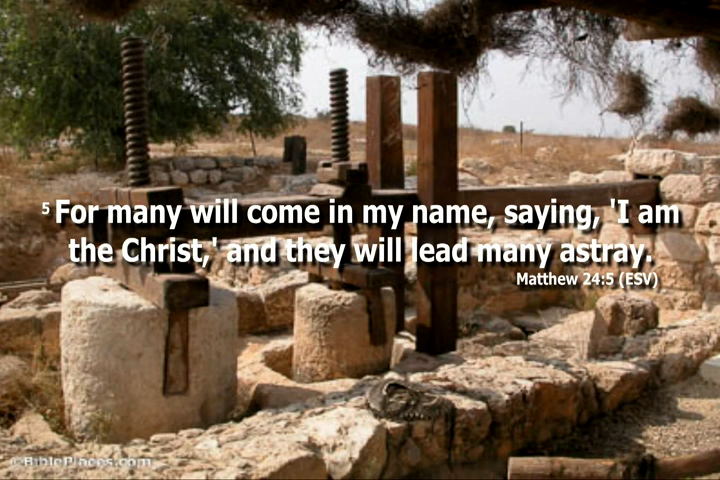 5 For many will come in my name, saying, 'I am
the Christ,' and they will lead many astray.
Matthew 24:5 (ESV)
©BiblePlaces.com